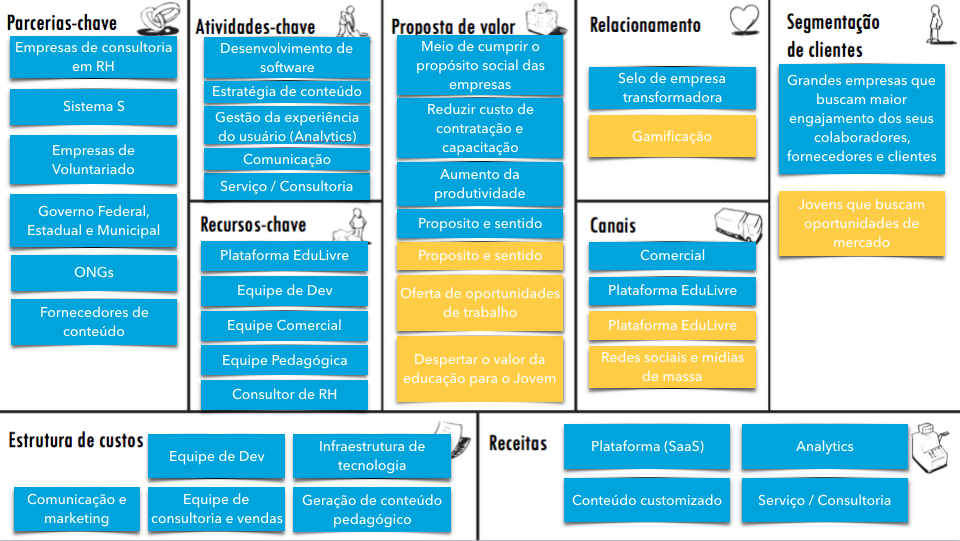 Parcerias-chave
Empresas de consultoria
em RH
Sistema S
Empresas de
Voluntariado
Governo Federal,
Estadual e Municipal
ONGs
Fornecedores de
conteúdo
Atividades-chave
Desenvolvimento de
software
Estratégia de conteúdo
Gestão da experiência
do usuário (Analytics)
Comunicação
Serviço / Consultoria
Recursos-chave
Plataforma EduLivre
Equipe de Dev
Equipe Comercial
Equipe Pedagógica
Consultor de RH
Proposta de valor
Meio de cumprir o
propósito social das
empresas
Reduzir custo de
contratação e
capacitação
Aumento da
produtividade
Proposito e sentido
Proposito e sentido
Oferta de oportunidades
de trabalho
Despertar o valor da
educação para o Jovem
Relacionamento
Selo de empresa
transformadora
Gamificação
Canais
Comercial
Plataforma EduLivre
Plataforma EduLivre
Redes sociais e mídias
de massa
Segmentação
de clientes
Grandes empresas que
buscam maior
engajamento dos seus
colaboradores,
fornecedores e clientes
Jovens que buscam
oportunidades de
mercado
Estrutura de custos
Equipe de Dev
Infraestrutura de
tecnologia
Comunicação e
marketing
Equipe de
consultoria e vendas
Geração de conteúdo
pedagógico
Receitas
Plataforma (SaaS)
Analytics
Conteúdo customizado
Serviço / Consultoria